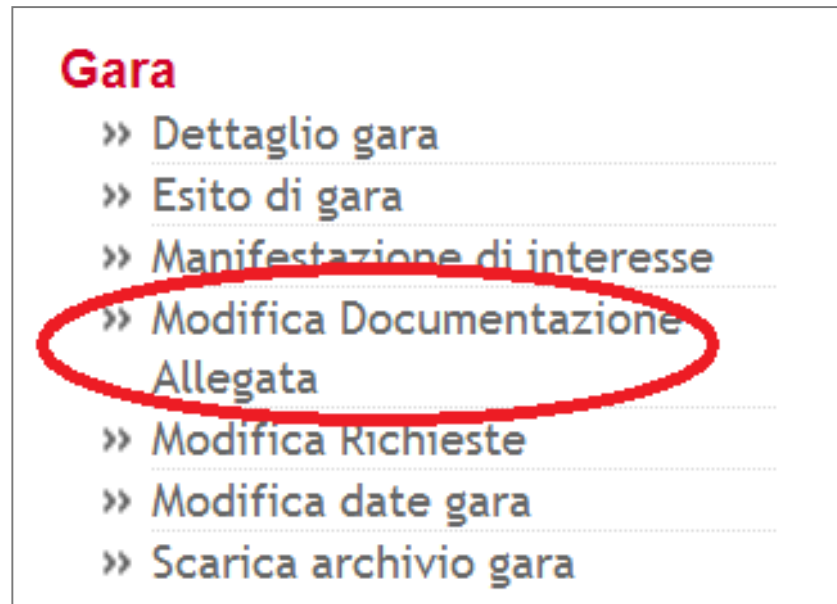 Gara
» Dettaglio gara
» Esito di gara
» Manifestazione di interesse
» Modifica Documentazione
Allegata
» Modifica Richieste
» Modifica date gara
» Scarica archivio gara